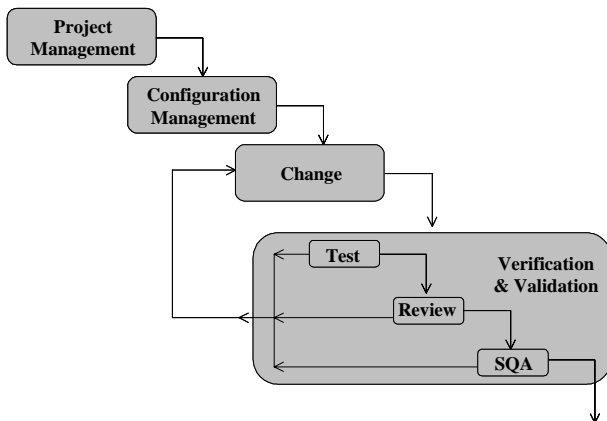 Project
Management
Configuration
Management
Change
Test
Verification
& Validation
Review
SQA